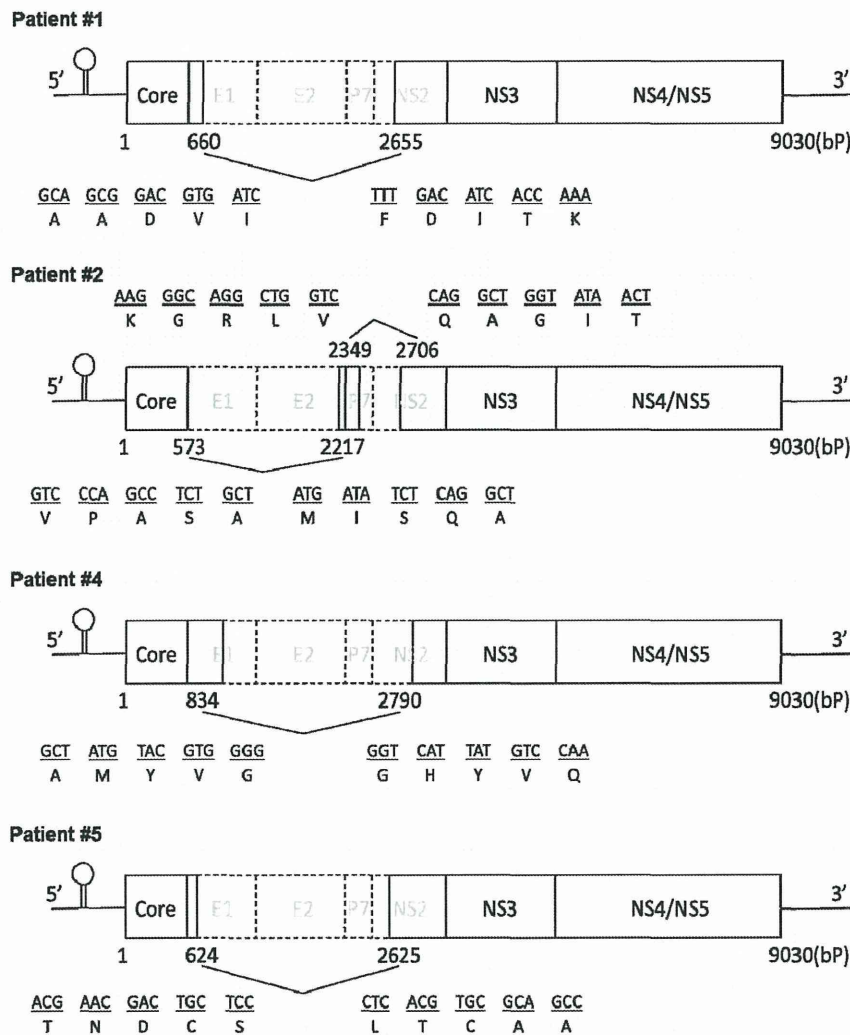 Patient #1
5' 3'
Core E1 E2 P7 NS2 NS3 NS4/NS5
1 660 2655 9030(bP)
GCA GCG GAC GTG ATC TTT GAC ATC ACC AAA
A A D V I F D I T K
Patient #2
AAG GGC AGG CTG GTC CAG GCT GGT ATA ACT
K G R L V Q A G I T
2349 2706
5' 3'
Core E1 E2 P7 NS2 NS3 NS4/NS5
1 573 2217 9030(bP)
GTC CCA GCC TCT GCT ATG ATA TCT CAG GCT
V P A S A M I S Q A
Patient #4
5' 3'
Core E1 E2 P7 NS2 NS3 NS4/NS5
1 834 2790 9030(bP)
GCT ATG TAC GTG GGG GGT CAT TAT GTC CAA
A M Y V G G H Y V Q
Patient #5
5' 3'
Core E1 E2 P7 NS2 NS3 NS4/NS5
1 624 2625 9030(bP)
ACG AAC GAC TGC TCC CTC ACG TGC GCA GCC
T N D C S L T C A A